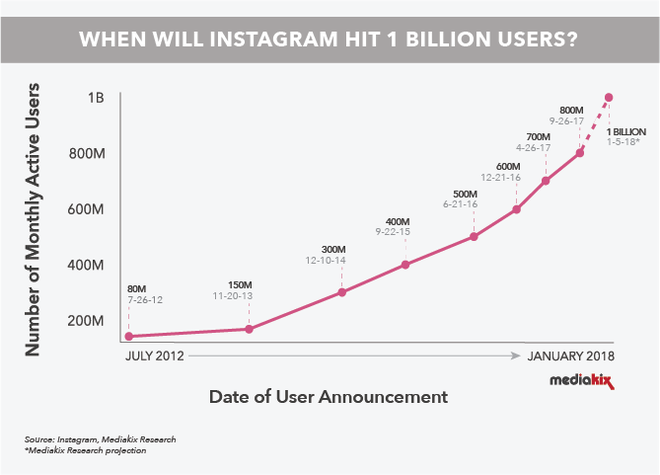 WHEN WILL INSTAGRAM HIT 1 BILLION USERS?
Number of Monthly Active Users
1B
800M
600M
400M
200M
80M
7-26-12
150M
11-20-13
300M
12-10-14
400M
9-22-15
500M
6-21-16
600M
12-21-16
700M
4-26-17
800M
9-26-17
1 BILLION
1-5-18*
JULY 2012
JANUARY 2018
mediakix
Date of User Announcement
Source: Instagram, Mediakix Research
*Mediakix Research projection